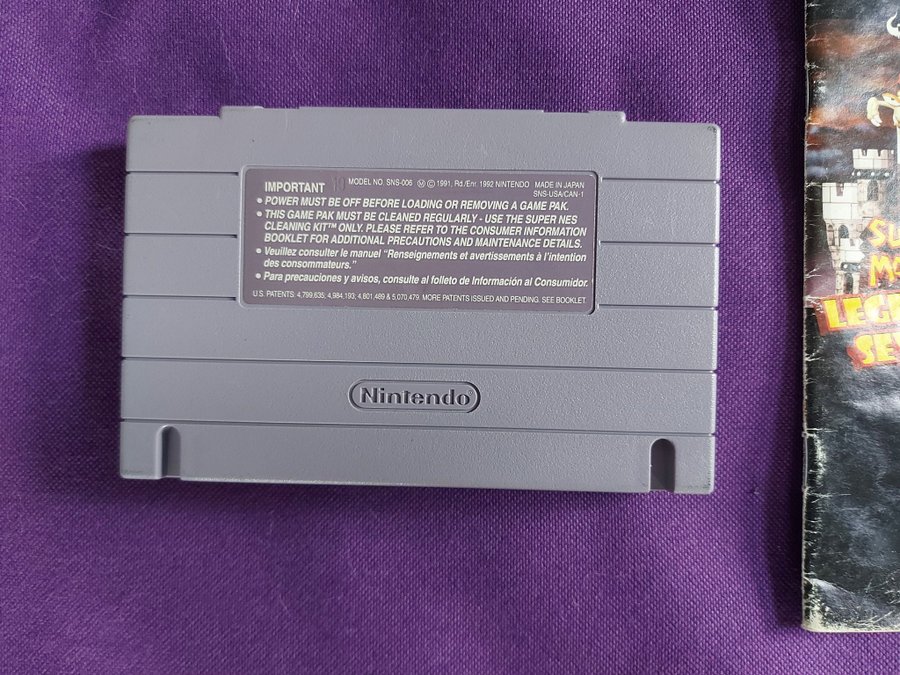 IMPORTANT 10 MODEL NO. SNS-006 Ⓜ © 1991, Rd./Enr. 1992 NINTENDO MADE IN JAPAN
SNS-USA/CAN-1
• POWER MUST BE OFF BEFORE LOADING OR REMOVING A GAME PAK.
• THIS GAME PAK MUST BE CLEANED REGULARLY - USE THE SUPER NES
CLEANING KIT™ ONLY. PLEASE REFER TO THE CONSUMER INFORMATION
BOOKLET FOR ADDITIONAL PRECAUTIONS AND MAINTENANCE DETAILS.
• Veuillez consulter le manuel "Renseignements et avertissements à l'intention
des consommateurs."
• Para precauciones y avisos, consulte al folleto de Información al Consumidor.
U.S. PATENTS: 4,799,635; 4,984,193; 4,801,489 & 5,070,479. MORE PATENTS ISSUED AND PENDING. SEE BOOKLET.
Nintendo